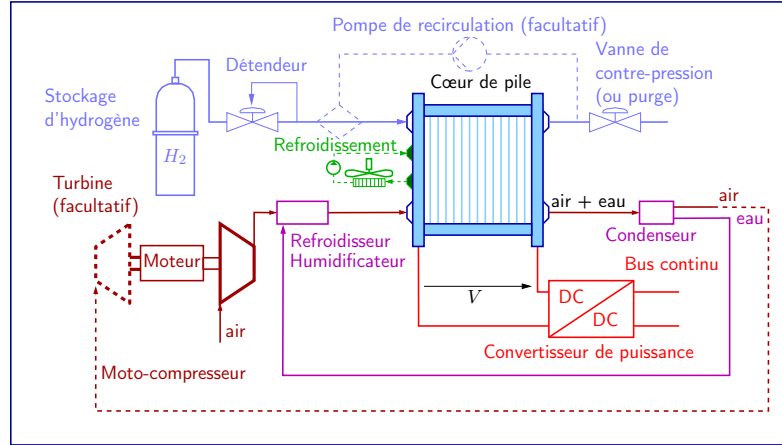 Pompe de recirculation (facultatif)
Vanne de
contre-pression
(ou purge)
Détendeur
Cœur de pile
Stockage
d'hydrogène
H2
Refroidissement
Turbine
(facultatif)
air + eau
air
eau
Refroidisseur
Humidificateur
Condenseur
Moteur
Bus continu
V
DC
DC
air
Convertisseur de puissance
Moto-compresseur